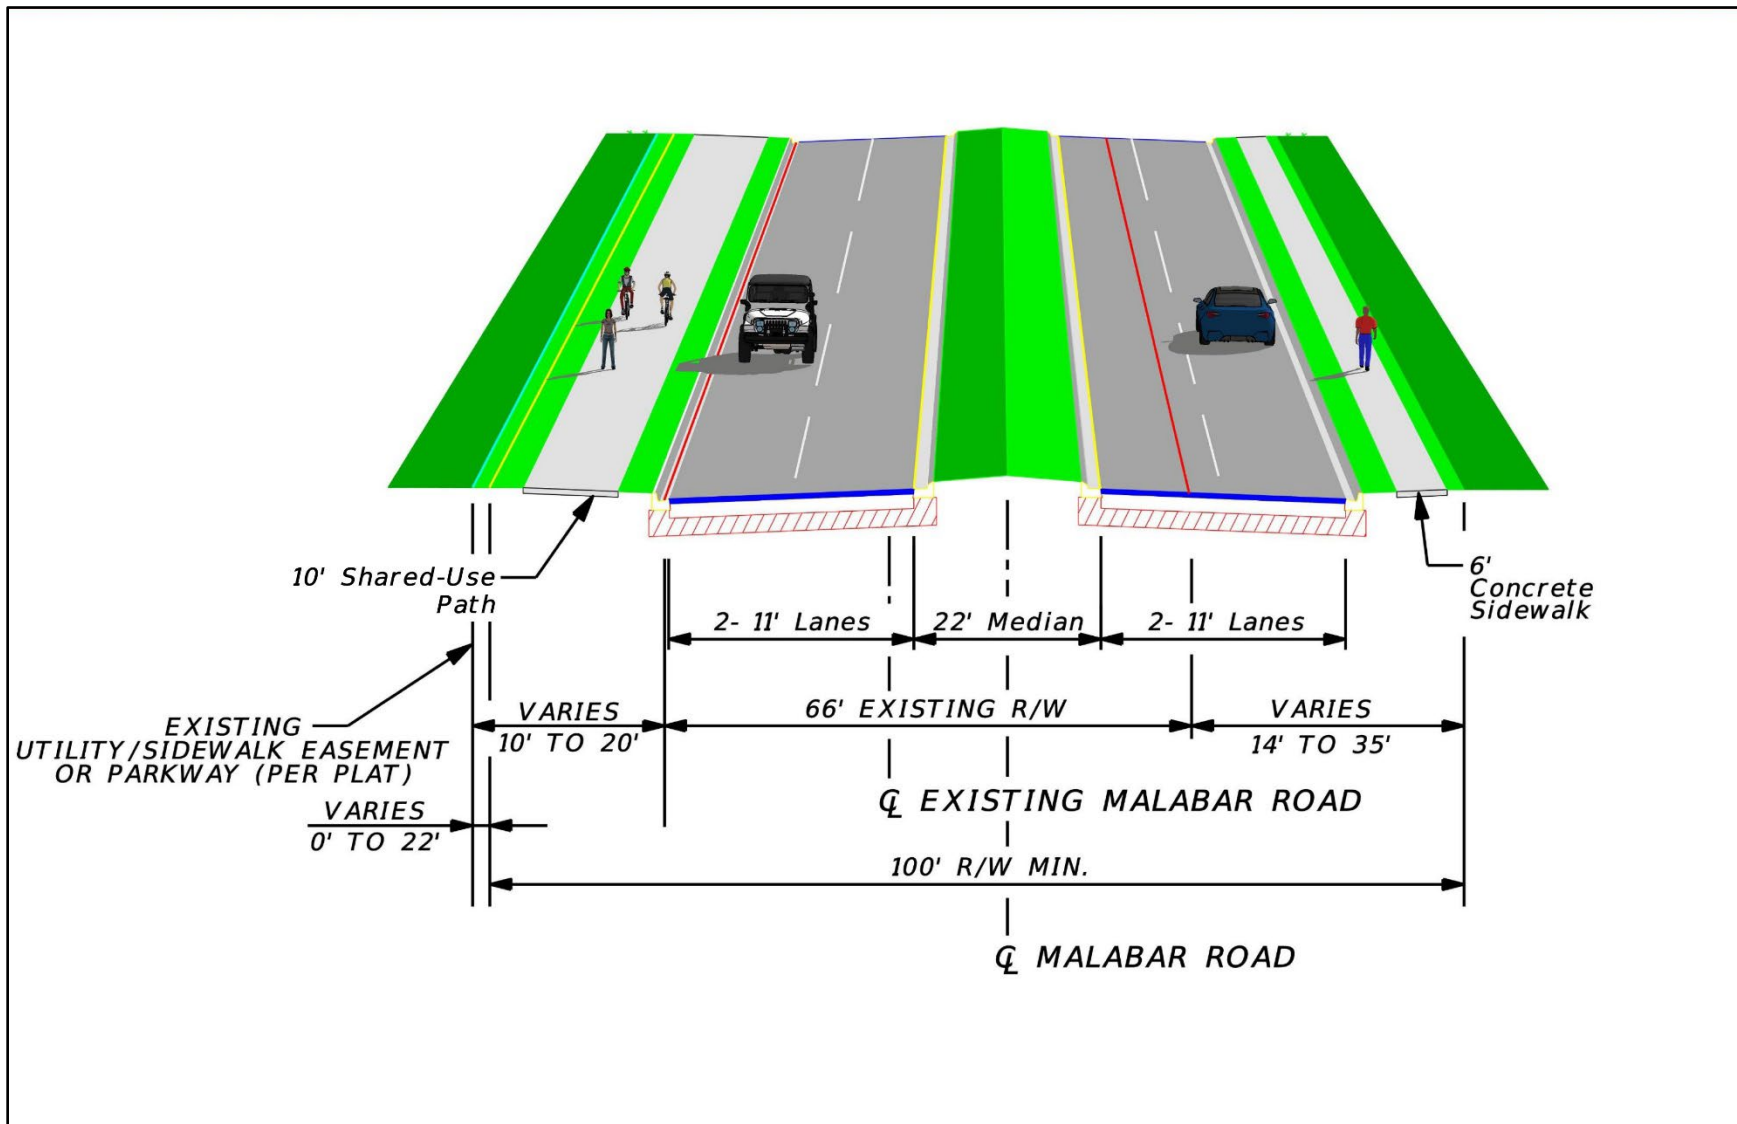 10' Shared-Use
Path
6'
Concrete
Sidewalk
2- 11' Lanes
22' Median
2- 11' Lanes
EXISTING
UTILITY/SIDEWALK EASEMENT
OR PARKWAY (PER PLAT)
VARIES
10' TO 20'
66' EXISTING R/W
VARIES
14' TO 35'
℄ EXISTING MALABAR ROAD
VARIES
0' TO 22'
100' R/W MIN.
℄ MALABAR ROAD